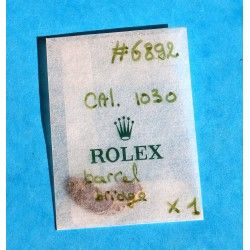 #6892
CAL. 1030
ROLEX
barrel
bridge
x 1